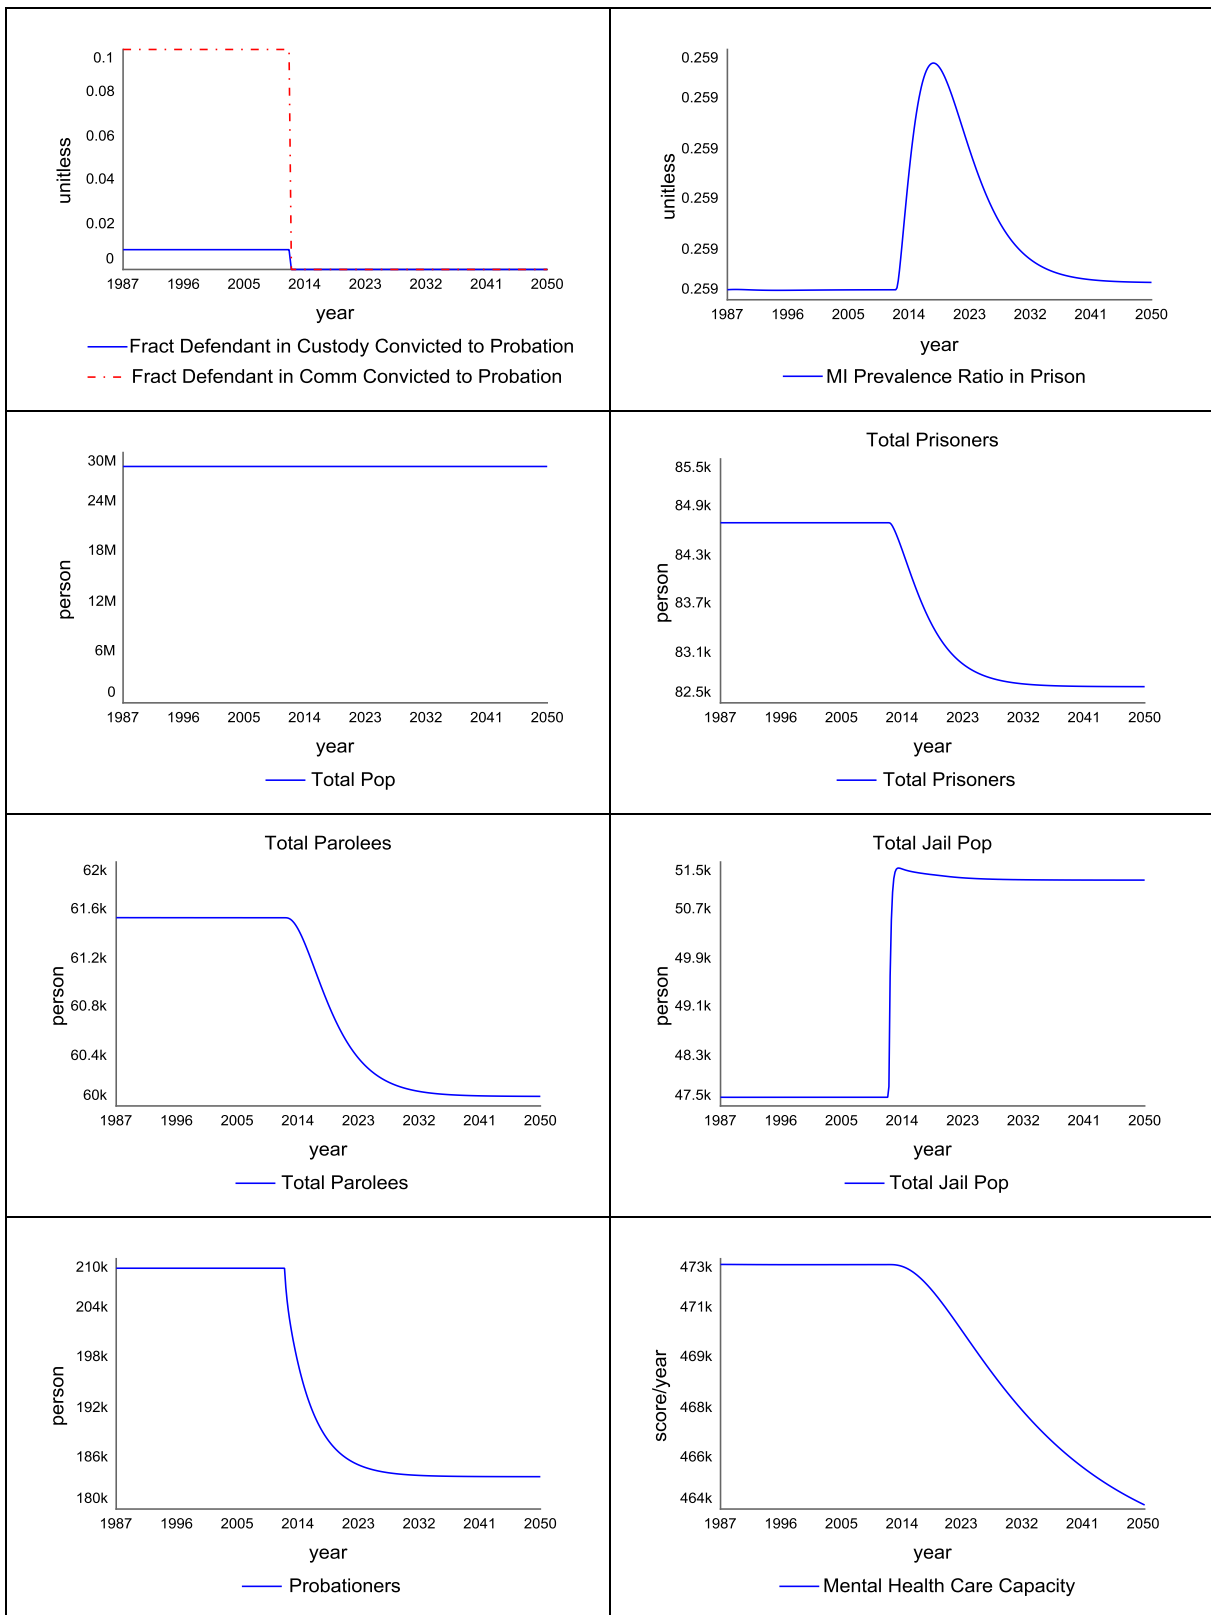 0.1
0.08
0.06
0.04
0.02
0
unitless
1987 1996 2005 2014 2023 2032 2041 2050
year
Fract Defendant in Custody Convicted to Probation
Fract Defendant in Comm Convicted to Probation
0.259
0.259
0.259
0.259
0.259
0.259
unitless
1987 1996 2005 2014 2023 2032 2041 2050
year
MI Prevalence Ratio in Prison
30M
24M
18M
12M
6M
0
person
1987 1996 2005 2014 2023 2032 2041 2050
year
Total Pop
Total Prisoners
85.5k
84.9k
84.3k
83.7k
83.1k
82.5k
person
1987 1996 2005 2014 2023 2032 2041 2050
year
Total Prisoners
Total Parolees
62k
61.6k
61.2k
60.8k
60.4k
60k
person
1987 1996 2005 2014 2023 2032 2041 2050
year
Total Parolees
Total Jail Pop
51.5k
50.7k
49.9k
49.1k
48.3k
47.5k
person
1987 1996 2005 2014 2023 2032 2041 2050
year
Total Jail Pop
210k
204k
198k
192k
186k
180k
person
1987 1996 2005 2014 2023 2032 2041 2050
year
Probationers
473k
471k
469k
468k
466k
464k
score/year
1987 1996 2005 2014 2023 2032 2041 2050
year
Mental Health Care Capacity